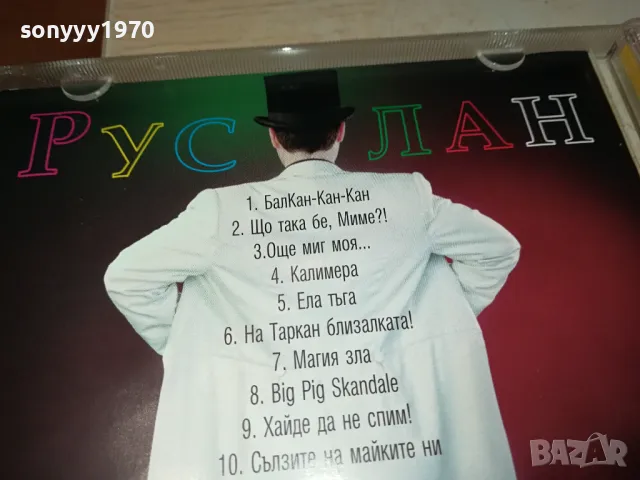 sonyyy1970
РУСЛАН
1. БалКан-Кан-Кан
2. Що така бе, Миме?!
3.Още миг моя...
4. Калимера
5. Ела тъга
6. На Таркан близалката!
7. Магия зла
8. Big Pig Skandale
9. Хайде да не спим!
10. Сълзите на майките ни
BAZAR